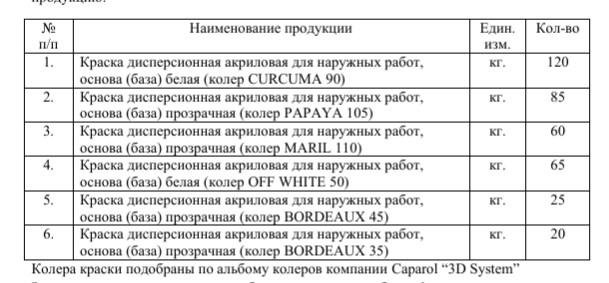 № Наименование продукции Един. Кол-во
п/п изм.
1. Краска дисперсионная акриловая для наружных работ, кг. 120
основа (база) белая (колер CURCUMA 90)
2. Краска дисперсионная акриловая для наружных работ, кг. 85
основа (база) прозрачная (колер PAPAYA 105)
3. Краска дисперсионная акриловая для наружных работ, кг. 60
основа (база) прозрачная (колер MARIL 110)
4. Краска дисперсионная акриловая для наружных работ, кг. 65
основа (база) белая (колер OFF WHITE 50)
5. Краска дисперсионная акриловая для наружных работ, кг. 25
основа (база) прозрачная (колер BORDEAUX 45)
6. Краска дисперсионная акриловая для наружных работ, кг. 20
основа (база) прозрачная (колер BORDEAUX 35)
Колера краски подобраны по альбому колеров компании Caparol “3D System”